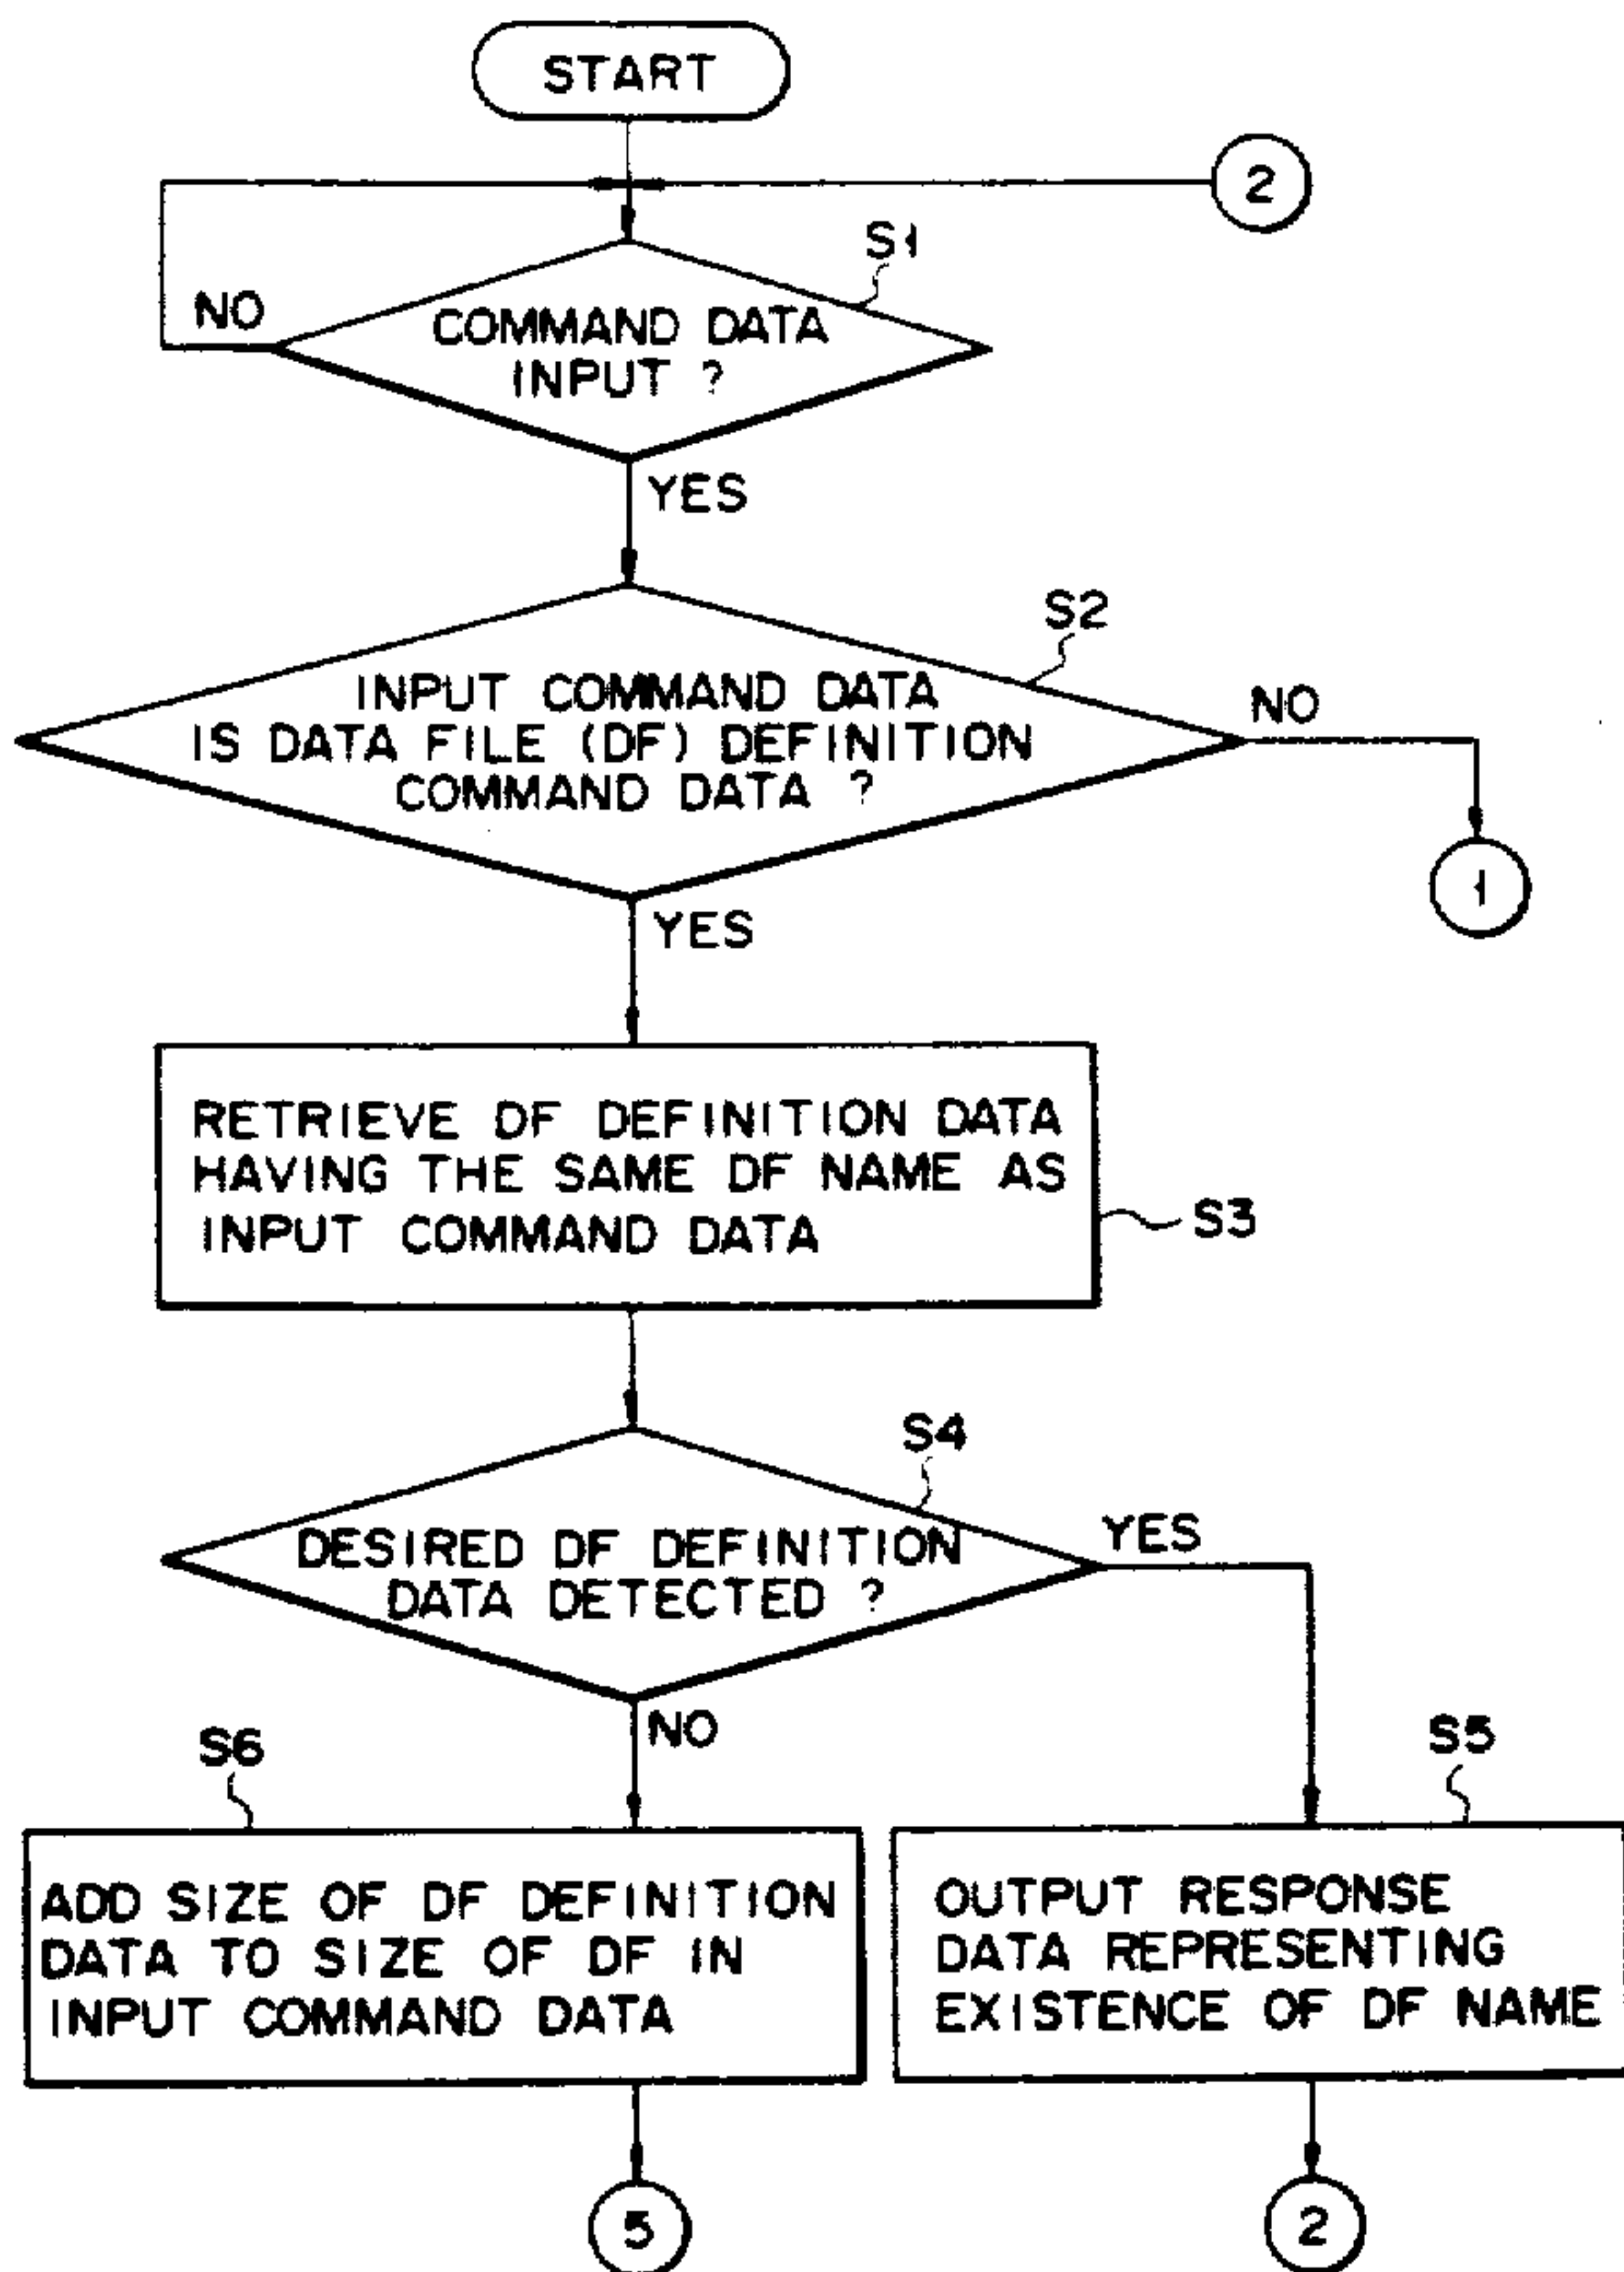 START
2
S1
NO
COMMAND DATA
INPUT ?
YES
S2
INPUT COMMAND DATA
IS DATA FILE (DF) DEFINITION
COMMAND DATA ?
NO
1
YES
RETRIEVE DF DEFINITION DATA
HAVING THE SAME DF NAME AS
INPUT COMMAND DATA
S3
S4
DESIRED DF DEFINITION
DATA DETECTED ?
YES
NO
S6
S5
ADD SIZE OF DF DEFINITION
DATA TO SIZE OF DF IN
INPUT COMMAND DATA
OUTPUT RESPONSE
DATA REPRESENTING
EXISTENCE OF DF NAME
5
2